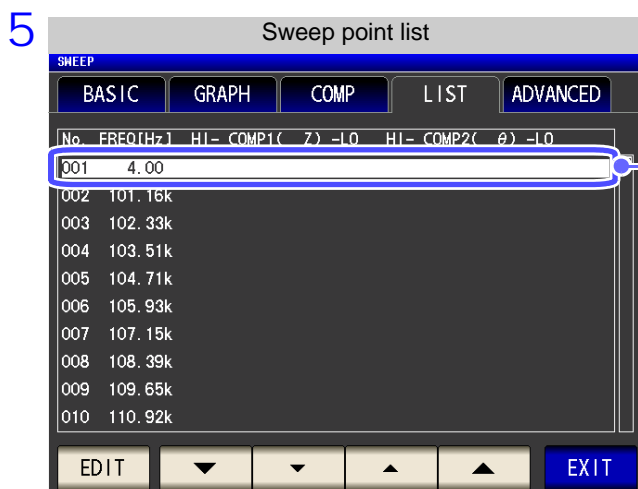 5
Sweep point list
SWEEP
BASIC GRAPH COMP LIST ADVANCED
No. FREQ[Hz] HI- COMP1( Z) -LO HI- COMP2( θ) -LO
001 4.00
002 101.16k
003 102.33k
004 103.51k
005 104.71k
006 105.93k
007 107.15k
008 108.39k
009 109.65k
010 110.92k
EDIT EXIT